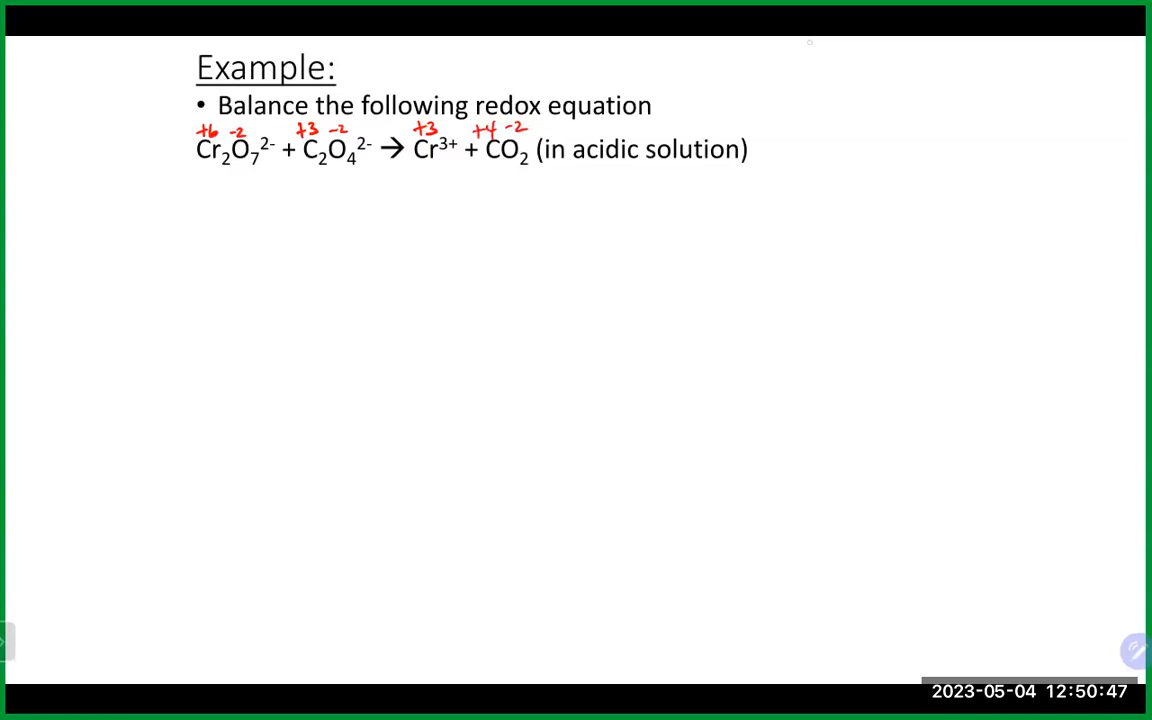 Example:
• Balance the following redox equation
+6 -2 +3 -2 +3 +4 -2
Cr₂O₇²⁻ + C₂O₄²⁻ → Cr³⁺ + CO₂ (in acidic solution)
2023-05-04 12:50:47